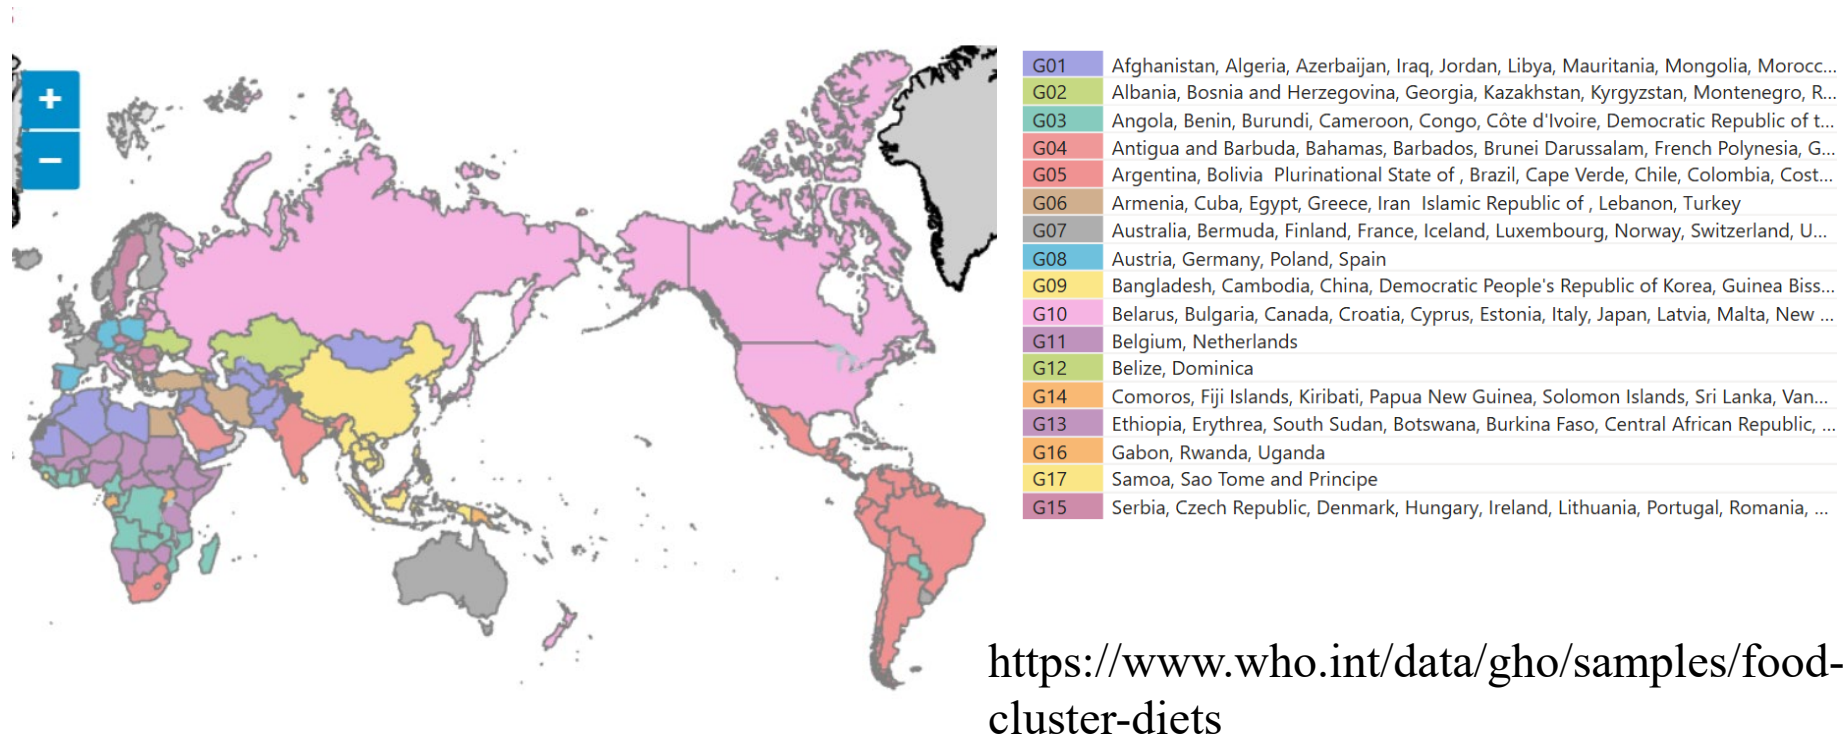 +
−
G01 Afghanistan, Algeria, Azerbaijan, Iraq, Jordan, Libya, Mauritania, Mongolia, Morocc...
G02 Albania, Bosnia and Herzegovina, Georgia, Kazakhstan, Kyrgyzstan, Montenegro, R...
G03 Angola, Benin, Burundi, Cameroon, Congo, Côte d'Ivoire, Democratic Republic of t...
G04 Antigua and Barbuda, Bahamas, Barbados, Brunei Darussalam, French Polynesia, G...
G05 Argentina, Bolivia Plurinational State of , Brazil, Cape Verde, Chile, Colombia, Cost...
G06 Armenia, Cuba, Egypt, Greece, Iran Islamic Republic of , Lebanon, Turkey
G07 Australia, Bermuda, Finland, France, Iceland, Luxembourg, Norway, Switzerland, U...
G08 Austria, Germany, Poland, Spain
G09 Bangladesh, Cambodia, China, Democratic People's Republic of Korea, Guinea Biss...
G10 Belarus, Bulgaria, Canada, Croatia, Cyprus, Estonia, Italy, Japan, Latvia, Malta, New ...
G11 Belgium, Netherlands
G12 Belize, Dominica
G14 Comoros, Fiji Islands, Kiribati, Papua New Guinea, Solomon Islands, Sri Lanka, Van...
G13 Ethiopia, Erythrea, South Sudan, Botswana, Burkina Faso, Central African Republic, ...
G16 Gabon, Rwanda, Uganda
G17 Samoa, Sao Tome and Principe
G15 Serbia, Czech Republic, Denmark, Hungary, Ireland, Lithuania, Portugal, Romania, ...
https://www.who.int/data/gho/samples/food-
cluster-diets